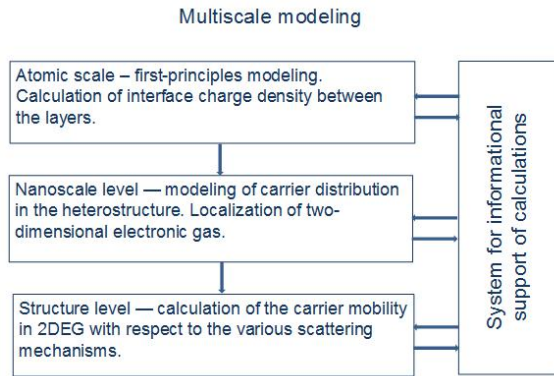 Multiscale modeling
Atomic scale – first-principles modeling.
Calculation of interface charge density between
the layers.
Nanoscale level — modeling of carrier distribution
in the heterostructure. Localization of two-
dimensional electronic gas.
Structure level — calculation of the carrier mobility
in 2DEG with respect to the various scattering
mechanisms.
System for informational
support of calculations